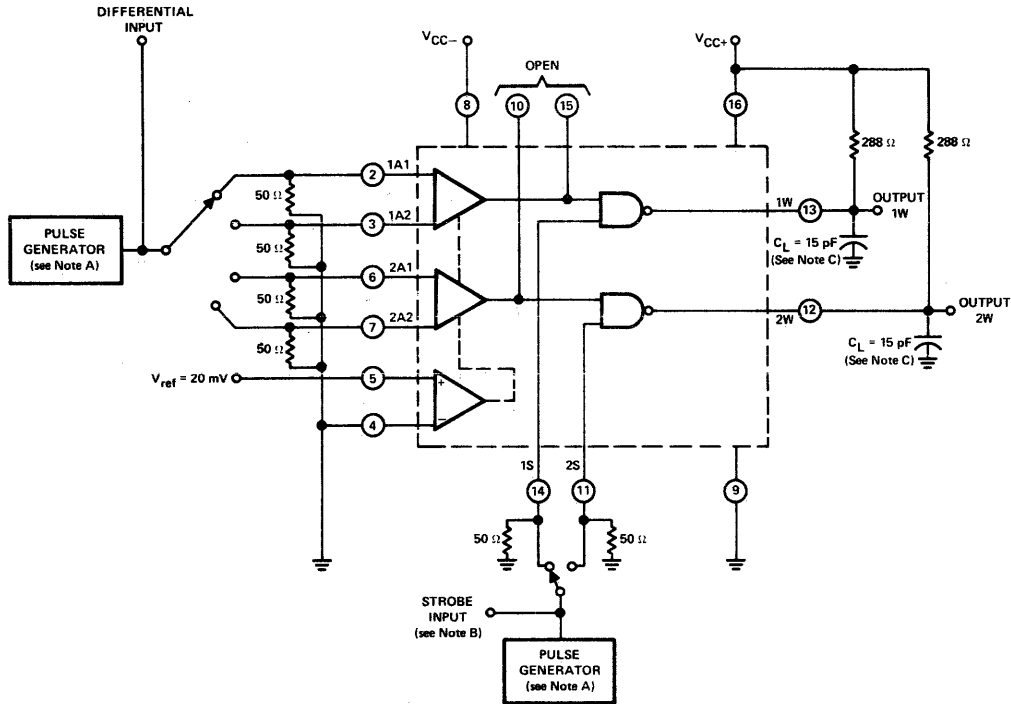 DIFFERENTIAL
INPUT
VCC–
VCC+
OPEN
8
10
15
16
288 Ω
288 Ω
2
1A1
50 Ω
3
1A2
50 Ω
PULSE
GENERATOR
(see Note A)
6
2A1
50 Ω
7
2A2
50 Ω
Vref = 20 mV
5
+
4
–
1W
13
OUTPUT
1W
CL = 15 pF
(See Note C)
2W
12
OUTPUT
2W
CL = 15 pF
(See Note C)
1S
2S
14
11
9
50 Ω
50 Ω
STROBE
INPUT
(see Note B)
PULSE
GENERATOR
(see Note A)